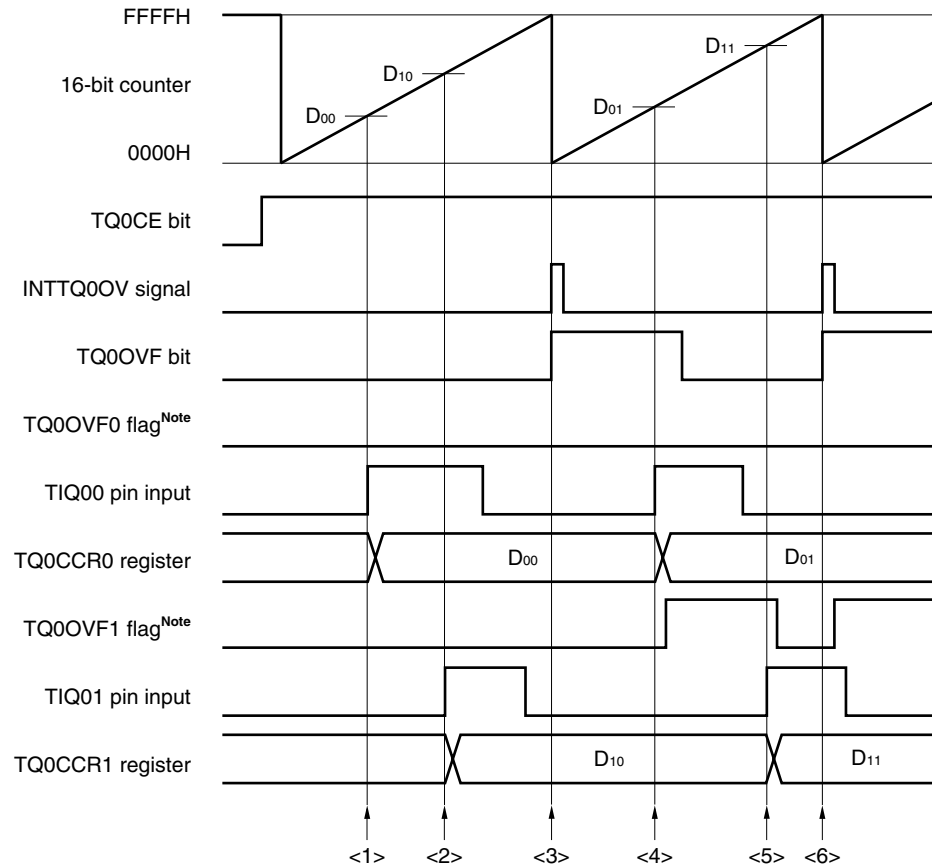 FFFFH
16-bit counter
0000H
D00
D10
D01
D11
TQ0CE bit
INTTQ0OV signal
TQ0OVF bit
TQ0OVF0 flagNote
TIQ00 pin input
TQ0CCR0 register
D00
D01
TQ0OVF1 flagNote
TIQ01 pin input
TQ0CCR1 register
D10
D11
<1> <2> <3> <4> <5> <6>